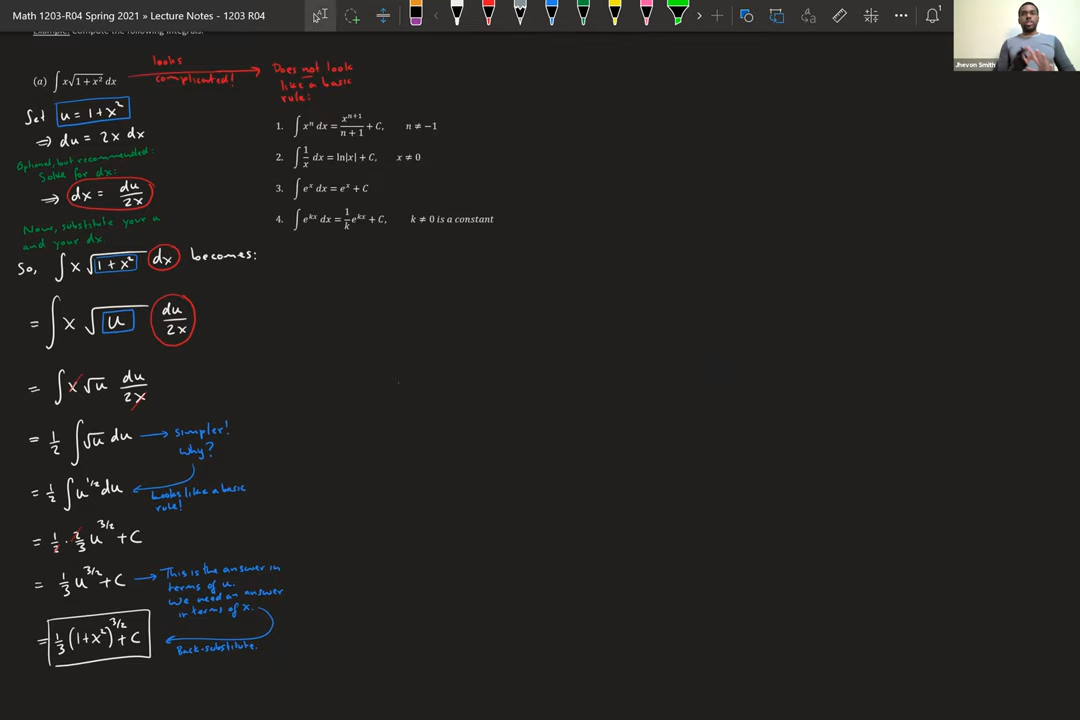 Math 1203-R04 Spring 2021 » Lecture Notes - 1203 R04
Example: Compute the following integrals.
(a) ∫ x√(1 + x²) dx
looks complicated!
Does not look
like a basic
rule:
Set u = 1 + x²
⇒ du = 2x dx
Optional, but recommended:
Solve for dx:
⇒ dx = du/2x
Now, substitute your u
and your dx.
1. ∫ xⁿ dx = xⁿ⁺¹/(n + 1) + C, n ≠ −1
2. ∫ 1/x dx = ln|x| + C, x ≠ 0
3. ∫ eˣ dx = eˣ + C
4. ∫ eᵏˣ dx = 1/k eᵏˣ + C, k ≠ 0 is a constant
So, ∫ x √(1 + x²) dx becomes:
= ∫ x √u du/2x
= ∫ x √u du/2x
= 1/2 ∫ √u du
simpler!
why?
= 1/2 ∫ u^(1/2) du
Looks like a basic
rule!
= 1/2 · 2/3 u^(3/2) + C
= 1/3 u^(3/2) + C
This is the answer in
terms of u.
We need an answer
in terms of x.
= 1/3 (1+x²)^(3/2) + C
Back-substitute.
Jhevon Smith